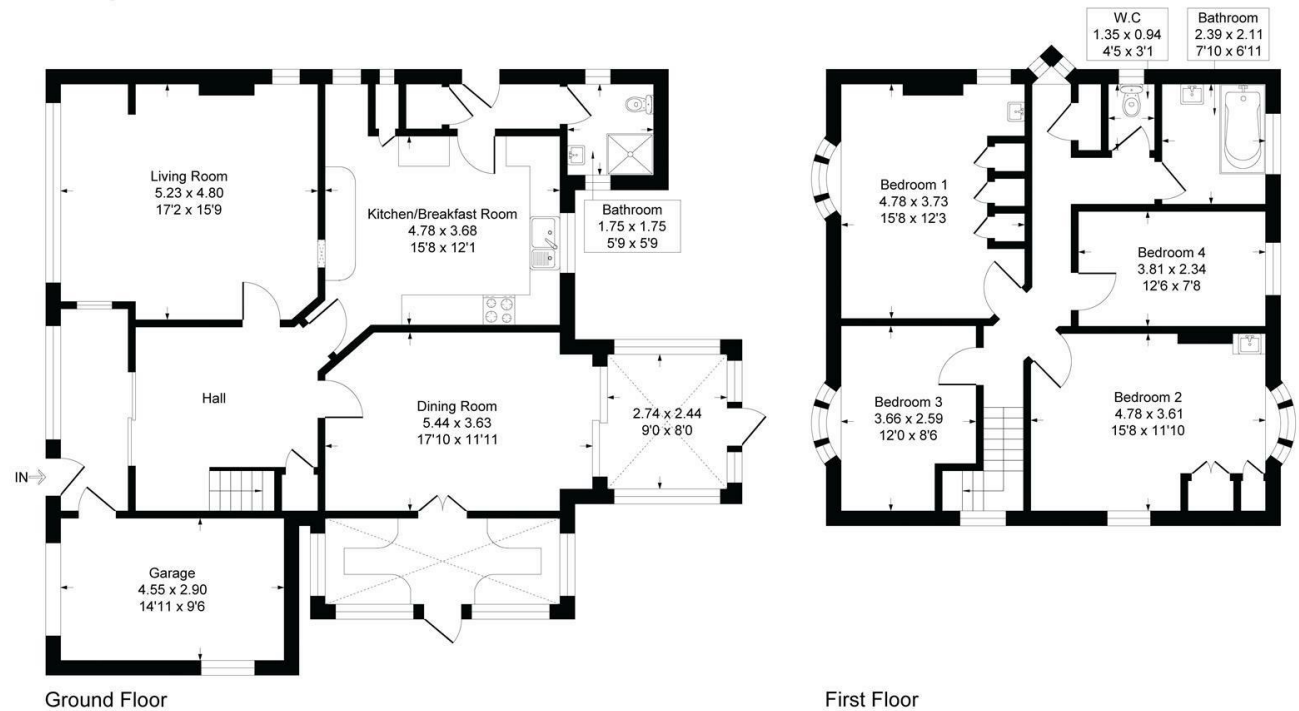 W.C
1.35 x 0.94
4'5 x 3'1
Bathroom
2.39 x 2.11
7'10 x 6'11
Living Room
5.23 x 4.80
17'2 x 15'9
Kitchen/Breakfast Room
4.78 x 3.68
15'8 x 12'1
Bathroom
1.75 x 1.75
5'9 x 5'9
Hall
Dining Room
5.44 x 3.63
17'10 x 11'11
2.74 x 2.44
9'0 x 8'0
IN
Garage
4.55 x 2.90
14'11 x 9'6
Ground Floor
Bedroom 1
4.78 x 3.73
15'8 x 12'3
Bedroom 4
3.81 x 2.34
12'6 x 7'8
Bedroom 3
3.66 x 2.59
12'0 x 8'6
Bedroom 2
4.78 x 3.61
15'8 x 11'10
First Floor